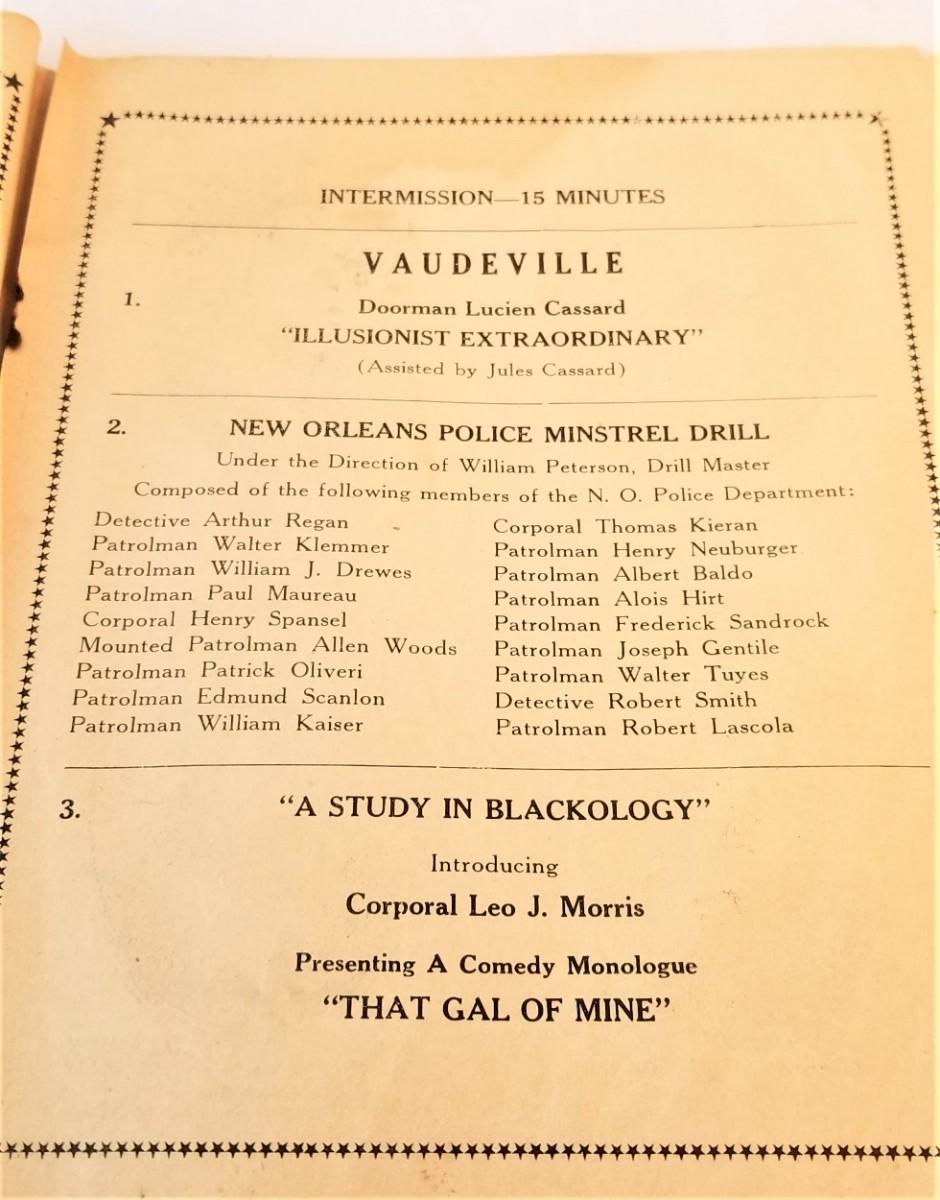 INTERMISSION—15 MINUTES
VAUDEVILLE
1.
Doorman Lucien Cassard
“ILLUSIONIST EXTRAORDINARY”
(Assisted by Jules Cassard)
2. NEW ORLEANS POLICE MINSTREL DRILL
Under the Direction of William Peterson, Drill Master
Composed of the following members of the N. O. Police Department:
Detective Arthur Regan
Patrolman Walter Klemmer
Patrolman William J. Drewes
Patrolman Paul Maureau
Corporal Henry Spansel
Mounted Patrolman Allen Woods
Patrolman Patrick Oliveri
Patrolman Edmund Scanlon
Patrolman William Kaiser
Corporal Thomas Kieran
Patrolman Henry Neuburger
Patrolman Albert Baldo
Patrolman Alois Hirt
Patrolman Frederick Sandrock
Patrolman Joseph Gentile
Patrolman Walter Tuyes
Detective Robert Smith
Patrolman Robert Lascola
3. “A STUDY IN BLACKOLOGY”
Introducing
Corporal Leo J. Morris
Presenting A Comedy Monologue
“THAT GAL OF MINE”